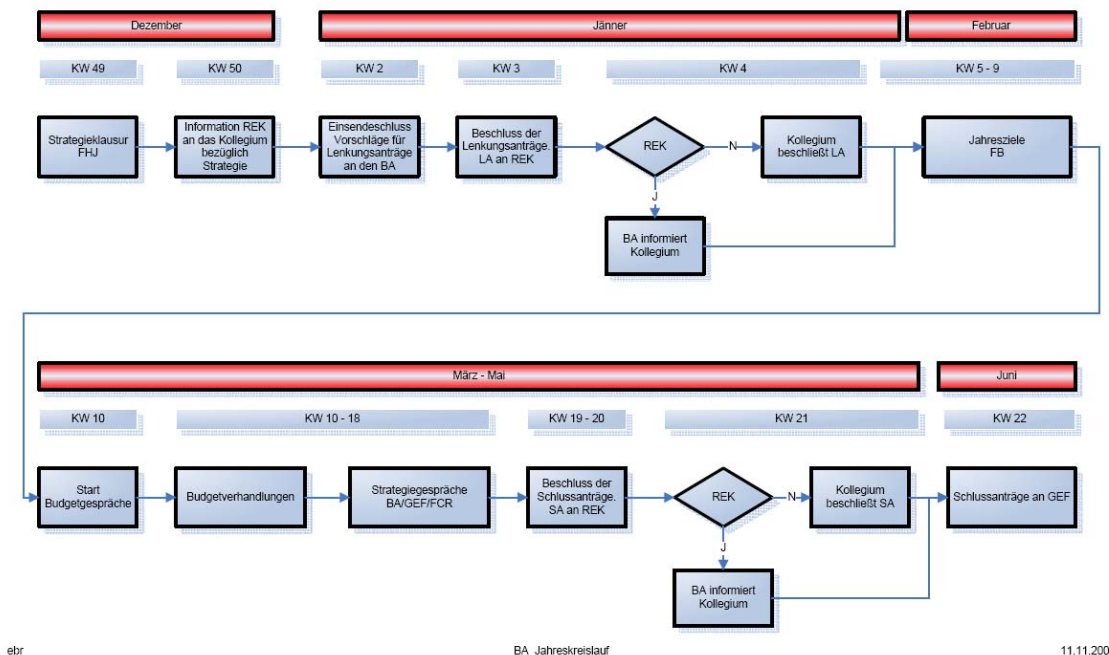 Dezember
Jänner
Februar
KW 49
KW 50
KW 2
KW 3
KW 4
KW 5 - 9
Strategieklausur
FHJ
Information REK
an das Kollegium
bezüglich
Strategie
Einsendeschluss
Vorschläge für
Lenkungsanträge
an den BA
Beschluss der
Lenkungsanträge.
LA an REK
REK
N
Kollegium
beschließt LA
Jahresziele
FB
J
BA informiert
Kollegium
März - Mai
Juni
KW 10
KW 10 - 18
KW 19 - 20
KW 21
KW 22
Start
Budgetgespräche
Budgetverhandlungen
Strategiegespräche
BA/GEF/FCR
Beschluss der
Schlussanträge.
SA an REK
REK
N
Kollegium
beschließt SA
Schlussanträge an GEF
J
BA informiert
Kollegium
ebr
BA Jahreskreislauf
11.11.200